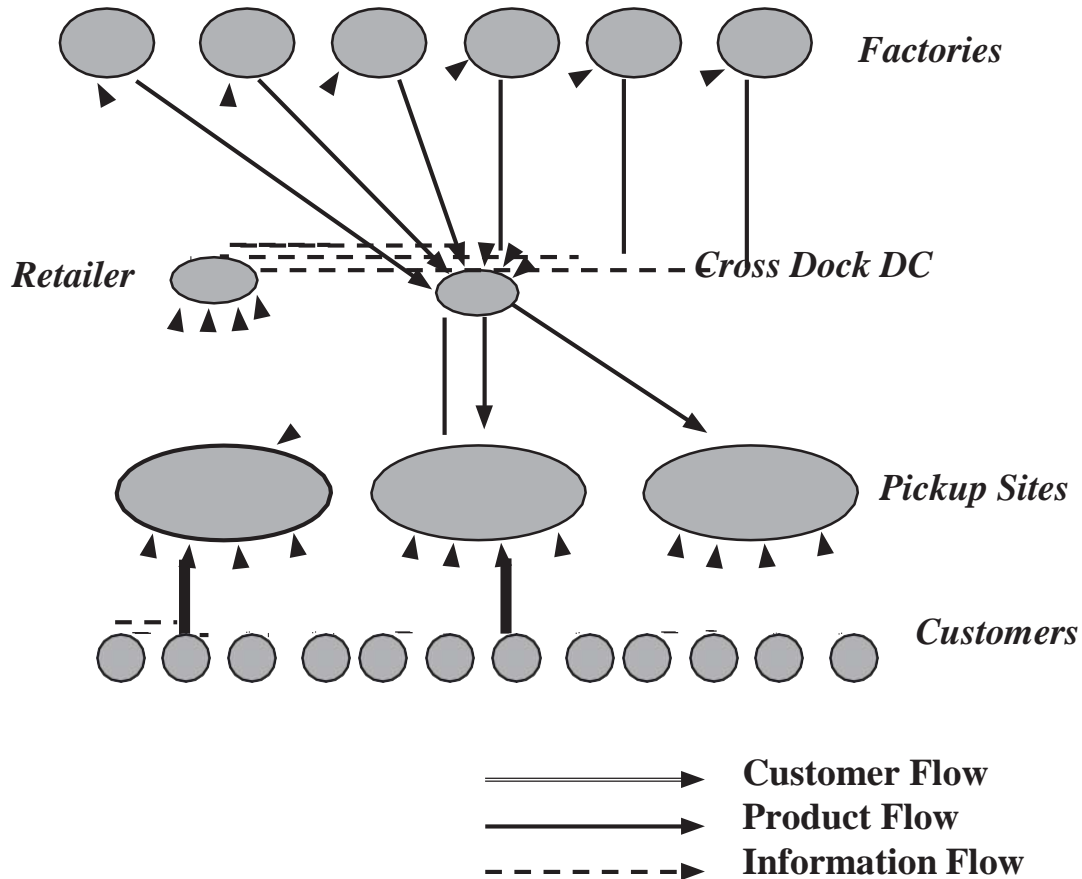 Factories
Retailer
Cross Dock DC
Pickup Sites
Customers
Customer Flow
Product Flow
Information Flow